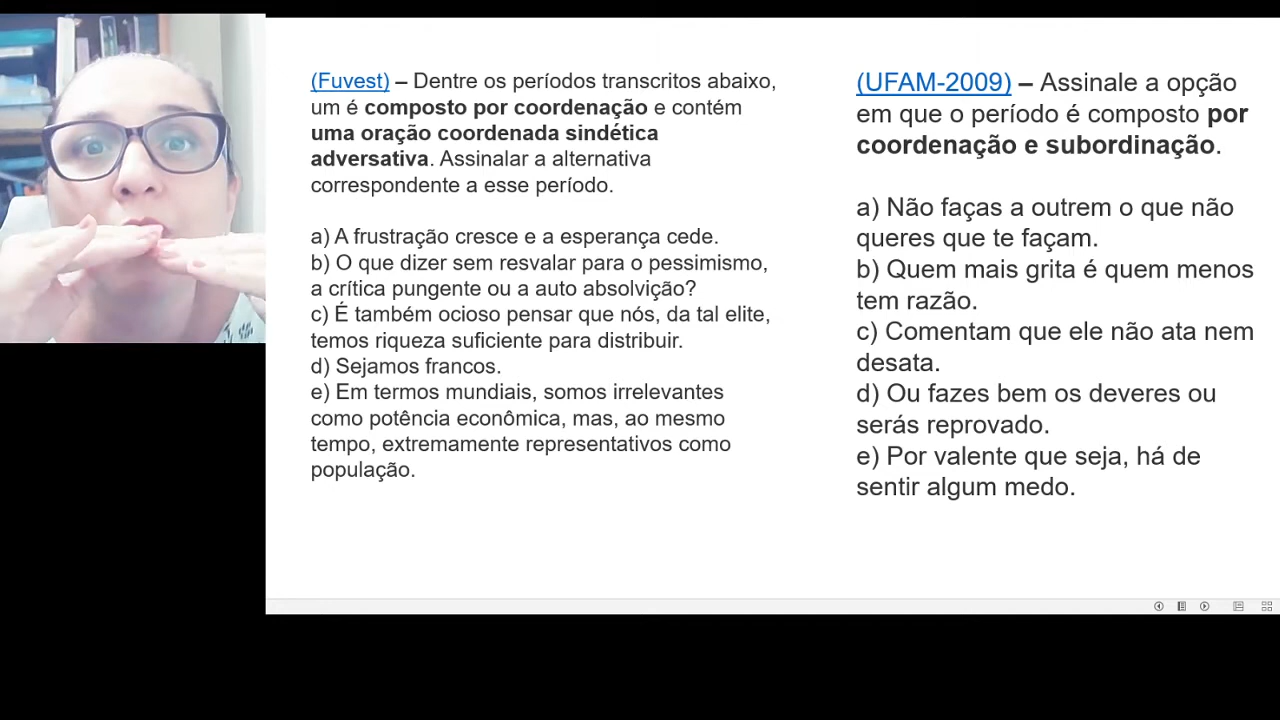 (Fuvest) – Dentre os períodos transcritos abaixo,
um é composto por coordenação e contém
uma oração coordenada sindética
adversativa. Assinalar a alternativa
correspondente a esse período.
a) A frustração cresce e a esperança cede.
b) O que dizer sem resvalar para o pessimismo,
a crítica pungente ou a auto absolvição?
c) É também ocioso pensar que nós, da tal elite,
temos riqueza suficiente para distribuir.
d) Sejamos francos.
e) Em termos mundiais, somos irrelevantes
como potência econômica, mas, ao mesmo
tempo, extremamente representativos como
população.
(UFAM-2009) – Assinale a opção
em que o período é composto por
coordenação e subordinação.
a) Não faças a outrem o que não
queres que te façam.
b) Quem mais grita é quem menos
tem razão.
c) Comentam que ele não ata nem
desata.
d) Ou fazes bem os deveres ou
serás reprovado.
e) Por valente que seja, há de
sentir algum medo.